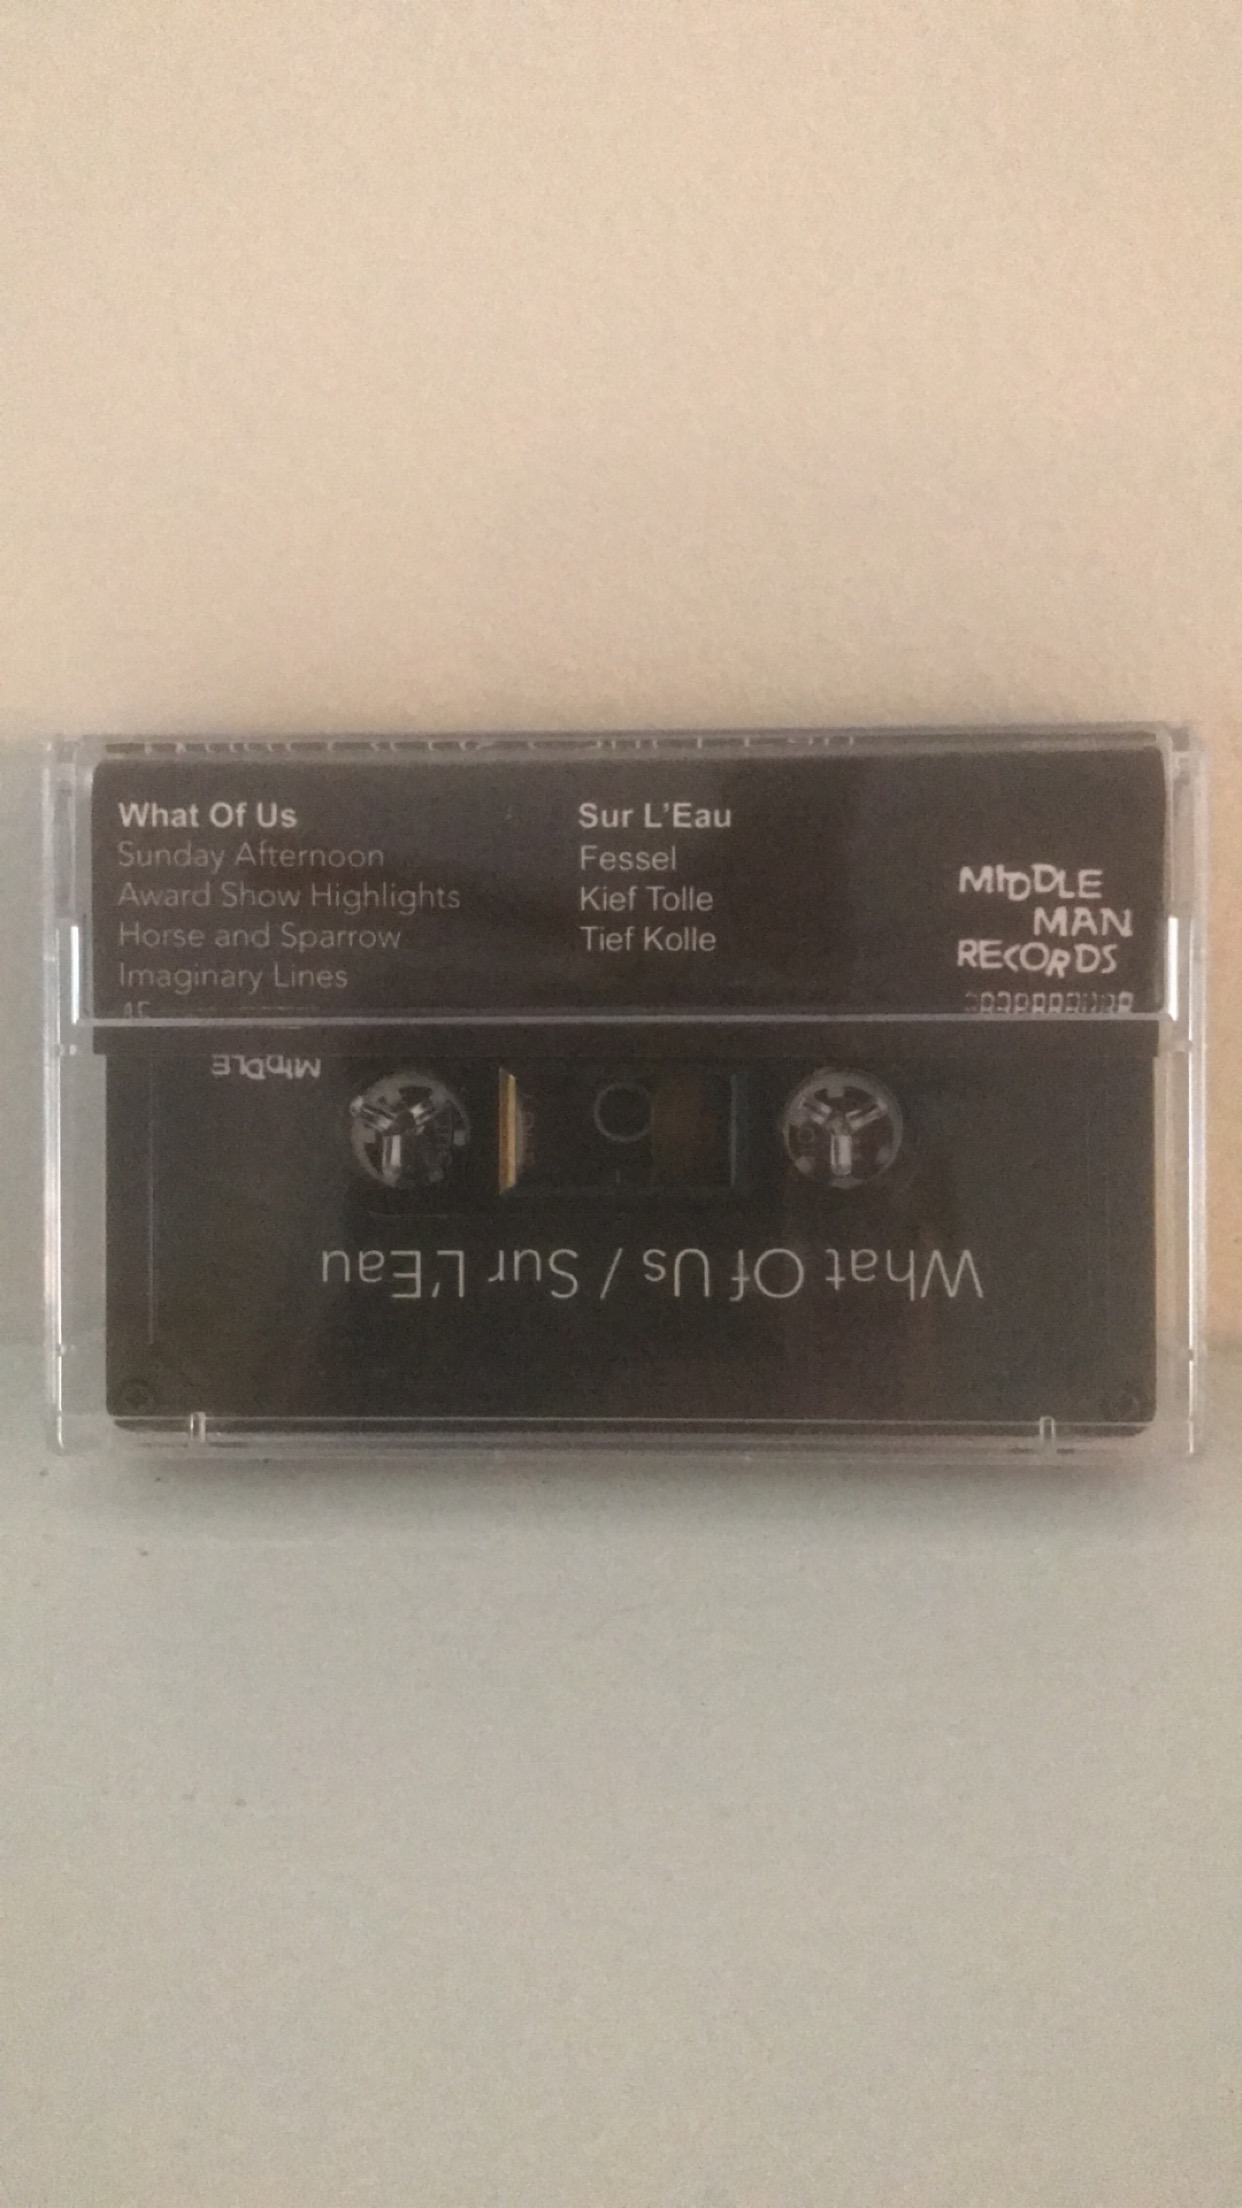 What Of Us
Sunday Afternoon
Award Show Highlights
Horse and Sparrow
Imaginary Lines
Sur L'Eau
Fessel
Kief Tolle
Tief Kolle
MIDDLE
MAN
RECORDS
MIDDLE
What Of Us / Sur L'Eau